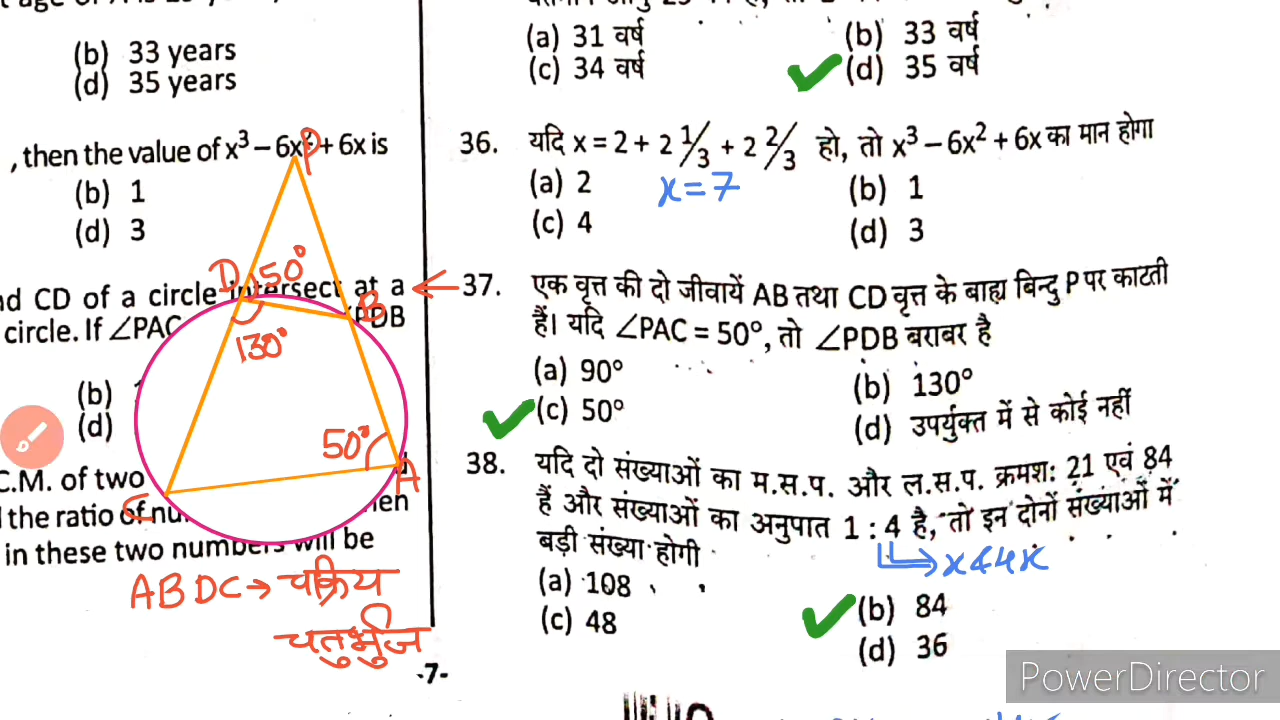 (b) 33 years
(d) 35 years
, then the value of x³ – 6x² + 6x is
(b) 1
(d) 3
nd CD of a circle intersect at a
circle. If ∠PAC ∠PDB
(b)
(d)
C.M. of two
the ratio of
in these two numbers will be
P
D 50°
B
130°
50°
A
C
ABDC → चक्रिय
चतुर्भुज
-7-
(a) 31 वर्ष (b) 33 वर्ष
(c) 34 वर्ष (d) 35 वर्ष
36. यदि x = 2 + 2 1/3 + 2 2/3 हो, तो x³ – 6x² + 6x का मान होगा
(a) 2 x = 7 (b) 1
(c) 4 (d) 3
37. एक वृत्त की दो जीवायें AB तथा CD वृत्त के बाह्य बिन्दु P पर काटती
हैं। यदि ∠PAC = 50°, तो ∠PDB बराबर है
(a) 90° (b) 130°
(c) 50° (d) उपर्युक्त में से कोई नहीं
38. यदि दो संख्याओं का म.स.प. और ल.स.प. क्रमश: 21 एवं 84
हैं और संख्याओं का अनुपात 1 : 4 है, तो इन दोनों संख्याओं में
बड़ी संख्या होगी
x & 4x
(a) 108 (b) 84
(c) 48 (d) 36
PowerDirector